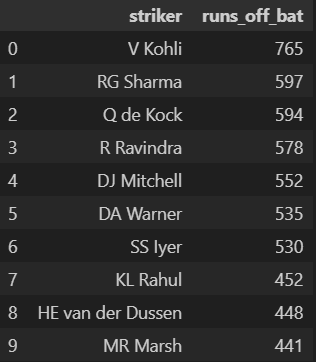 striker runs_off_bat
0 V Kohli 765
1 RG Sharma 597
2 Q de Kock 594
3 R Ravindra 578
4 DJ Mitchell 552
5 DA Warner 535
6 SS Iyer 530
7 KL Rahul 452
8 HE van der Dussen 448
9 MR Marsh 441